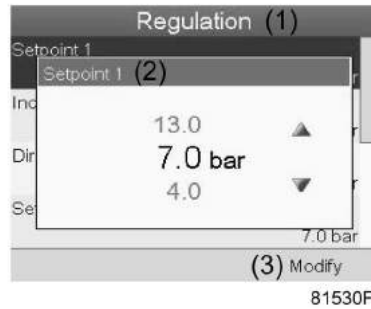 Regulation (1)
Setpoint 1
Setpoint 1 (2)
r
Ind
r
13.0
Dir
7.0 bar
r
4.0
Se
7.0 bar
(3) Modify
81530F